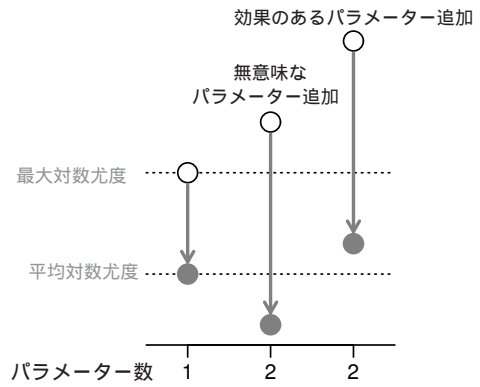 効果のあるパラメーター追加
無意味な
パラメーター追加
最大対数尤度
平均対数尤度
パラメーター数 1 2 2